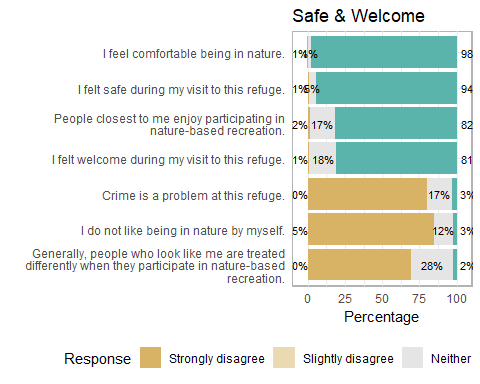 Safe & Welcome
I feel comfortable being in nature. 98
I felt safe during my visit to this refuge. 1% 5% 94
People closest to me enjoy participating in
nature-based recreation. 2% 17% 82
I felt welcome during my visit to this refuge. 1% 18% 81
Crime is a problem at this refuge. 0% 17% 3%
I do not like being in nature by myself. 5% 12% 3%
Generally, people who look like me are treated
differently when they participate in nature-based
recreation. 0% 28% 2%
0 25 50 75 100
Percentage
Response Strongly disagree Slightly disagree Neither